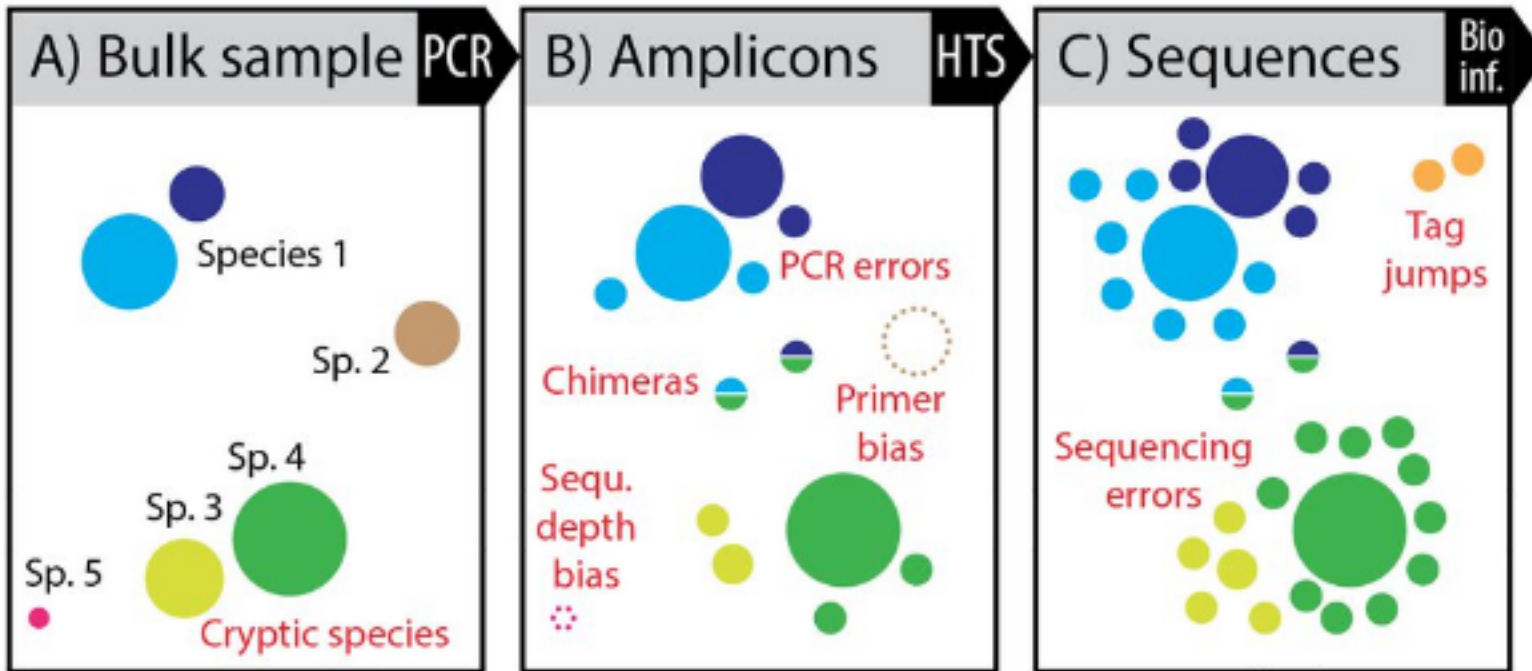 A) Bulk sample
PCR
B) Amplicons
HTS
C) Sequences
Bio
inf.
Species 1
Sp. 2
Sp. 4
Sp. 3
Sp. 5
Cryptic species
PCR errors
Chimeras
Primer
bias
Sequ.
depth
bias
Tag
jumps
Sequencing
errors